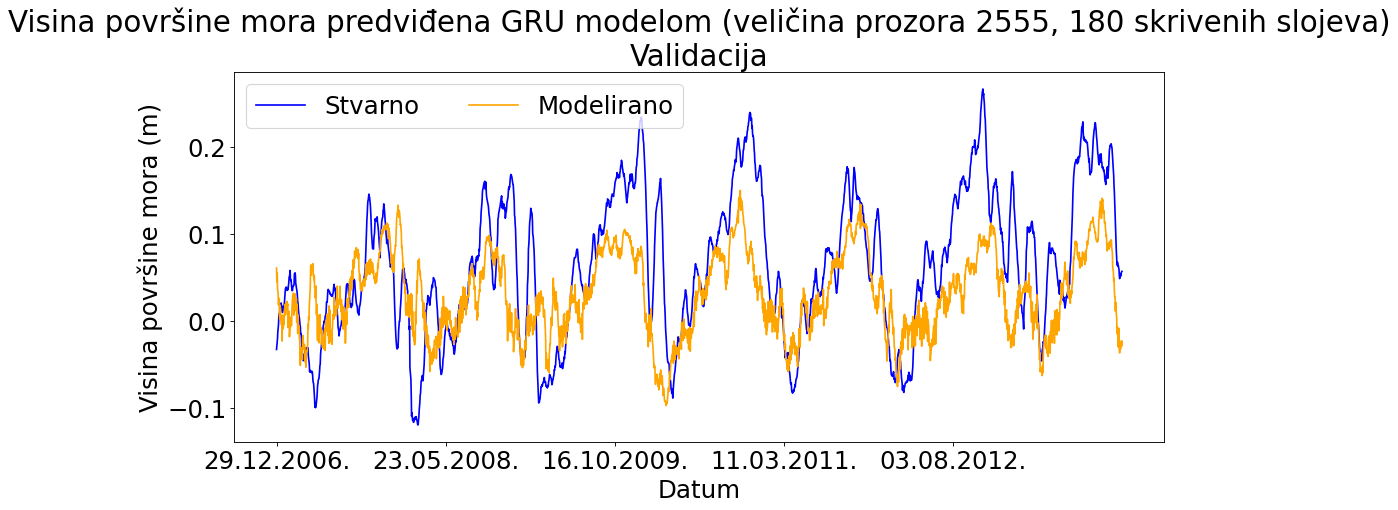 Visina površine mora predviđena GRU modelom (veličina prozora 2555, 180 skrivenih slojeva)
Validacija
Stvarno
Modelirano
Visina površine mora (m)
0.2
0.1
0.0
−0.1
29.12.2006.
23.05.2008.
16.10.2009.
11.03.2011.
03.08.2012.
Datum